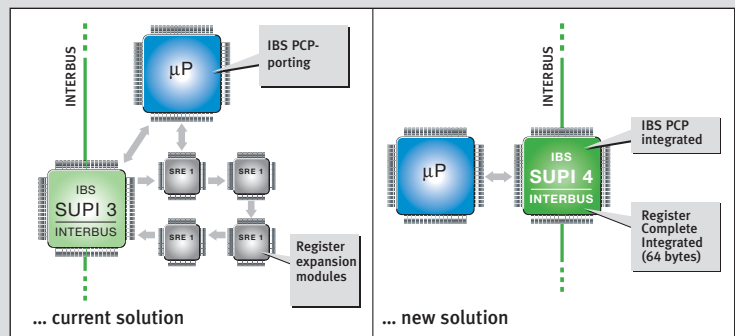 INTERBUS
µP
IBS PCP-
porting
IBS
SUPI 3
INTERBUS
SRE 1
SRE 1
SRE 1
SRE 1
Register
expansion
modules
... current solution
INTERBUS
µP
IBS
SUPI 4
INTERBUS
IBS PCP
integrated
Register
Complete
Integrated
(64 bytes)
... new solution